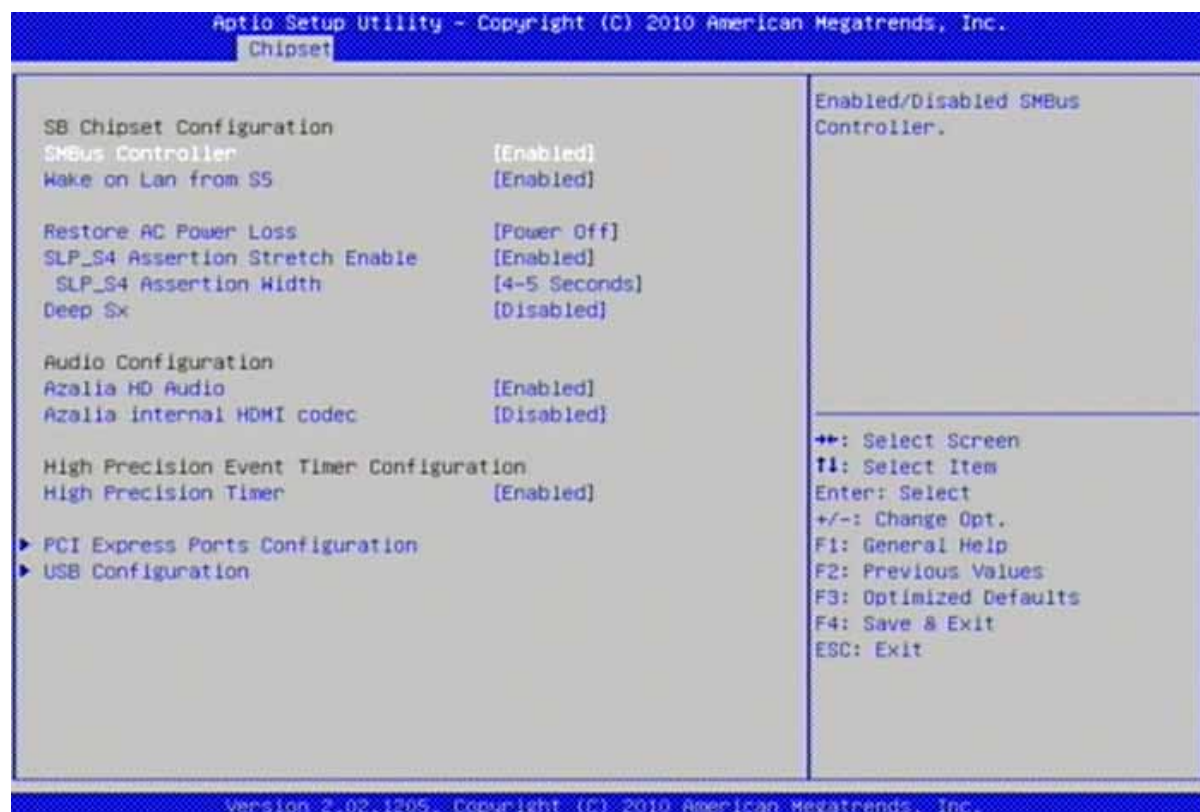 Aptio Setup Utility - Copyright (C) 2010 American Megatrends, Inc.
Chipset
SB Chipset Configuration
SMBus Controller [Enabled]
Wake on Lan from S5 [Enabled]
Restore AC Power Loss [Power Off]
SLP_S4 Assertion Stretch Enable [Enabled]
SLP_S4 Assertion Width [4-5 Seconds]
Deep Sx [Disabled]
Audio Configuration
Azalia HD Audio [Enabled]
Azalia internal HDMI codec [Disabled]
High Precision Event Timer Configuration
High Precision Timer [Enabled]
PCI Express Ports Configuration
USB Configuration
Enabled/Disabled SMBus
Controller.
→←: Select Screen
↑↓: Select Item
Enter: Select
+/-: Change Opt.
F1: General Help
F2: Previous Values
F3: Optimized Defaults
F4: Save & Exit
ESC: Exit
Version 2.02.1205. Copyright (C) 2010 American Megatrends, Inc.